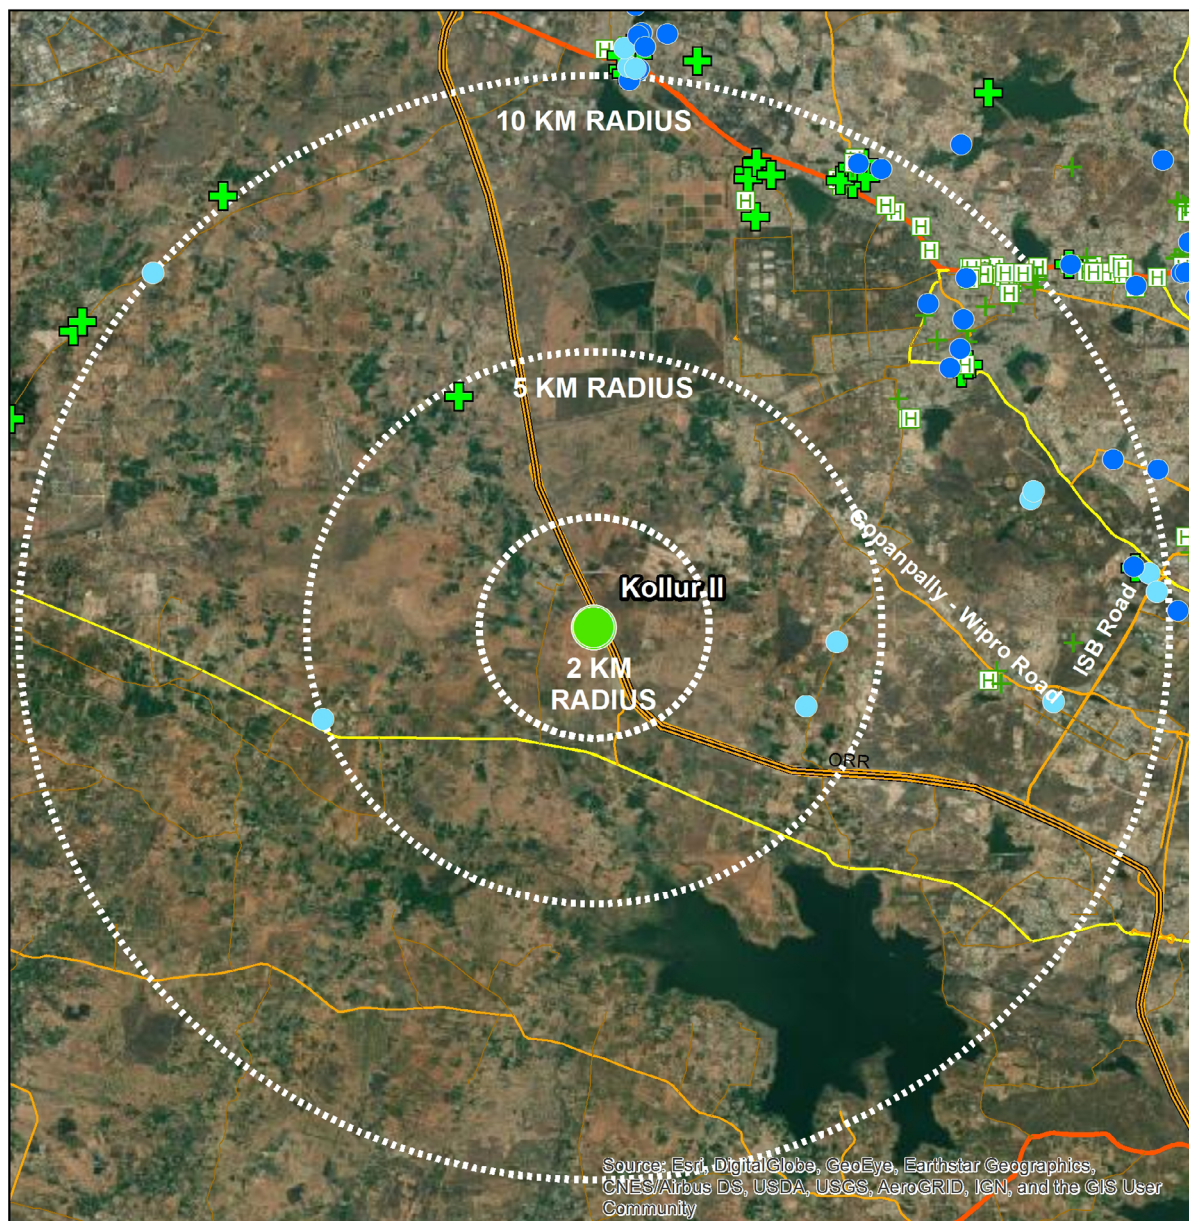 10 KM RADIUS
5 KM RADIUS
Gopanpally - Wipro Road
Kollur II
ISB Road
2 KM
RADIUS
ORR
Source: Esri, DigitalGlobe, GeoEye, Earthstar Geographics,
CNES/Airbus DS, USDA, USGS, AeroGRID, IGN, and the GIS User
Community